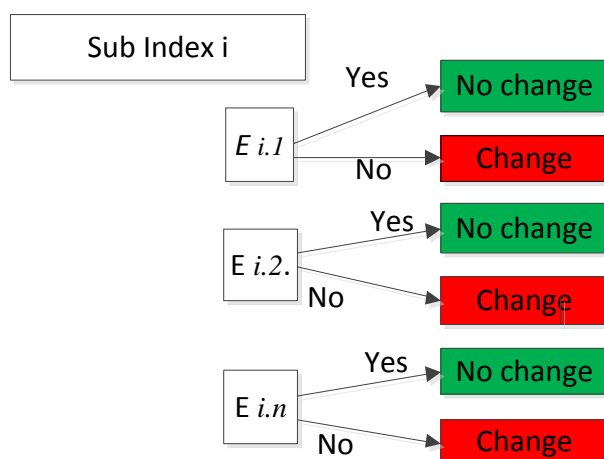 Sub Index i
Yes
No change
E i.1
No
Change
Yes
No change
E i.2.
No
Change
Yes
No change
E i.n
No
Change